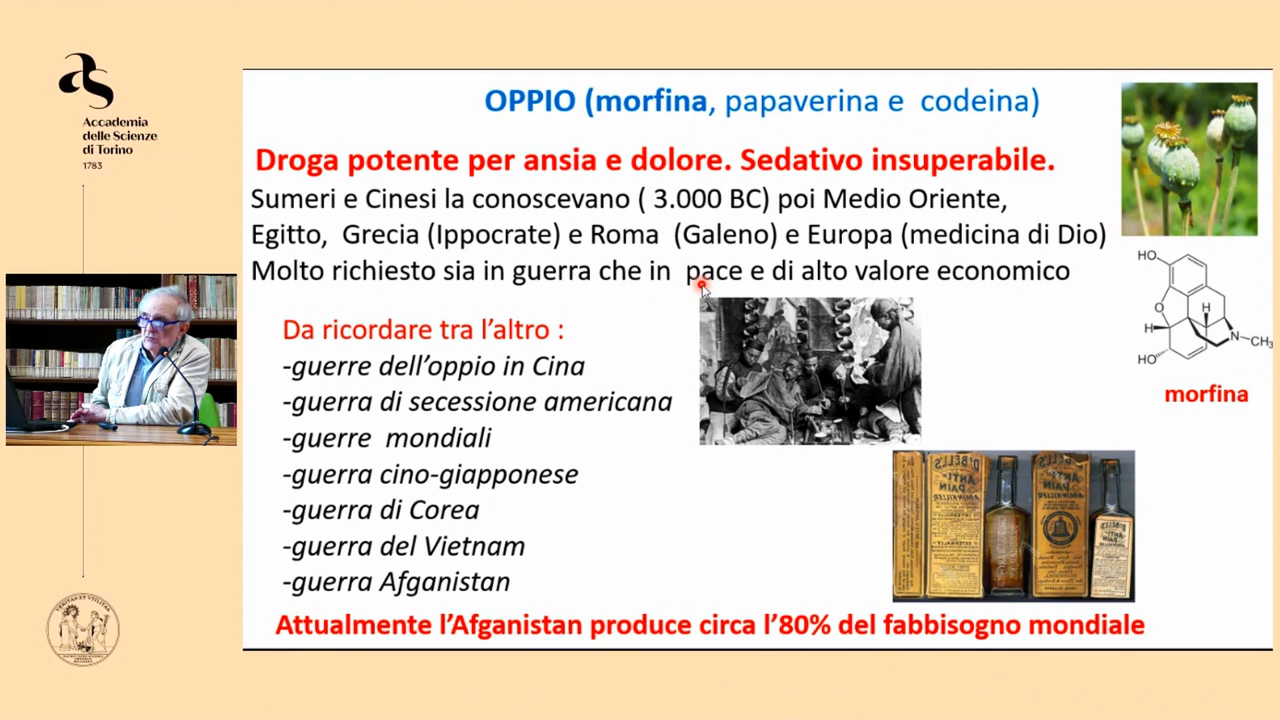 Accademia
delle Scienze
di Torino
1783
OPPIO (morfina, papaverina e codeina)
Droga potente per ansia e dolore. Sedativo insuperabile.
Sumeri e Cinesi la conoscevano ( 3.000 BC) poi Medio Oriente,
Egitto, Grecia (Ippocrate) e Roma (Galeno) e Europa (medicina di Dio)
Molto richiesto sia in guerra che in pace e di alto valore economico
Da ricordare tra l’altro :
-guerre dell’oppio in Cina
-guerra di secessione americana
-guerre mondiali
-guerra cino-giapponese
-guerra di Corea
-guerra del Vietnam
-guerra Afganistan
Attualmente l’Afganistan produce circa l’80% del fabbisogno mondiale
HO
H
H
N
CH3
HO
morfina
Dr BELL'S
ANTI-
PAIN